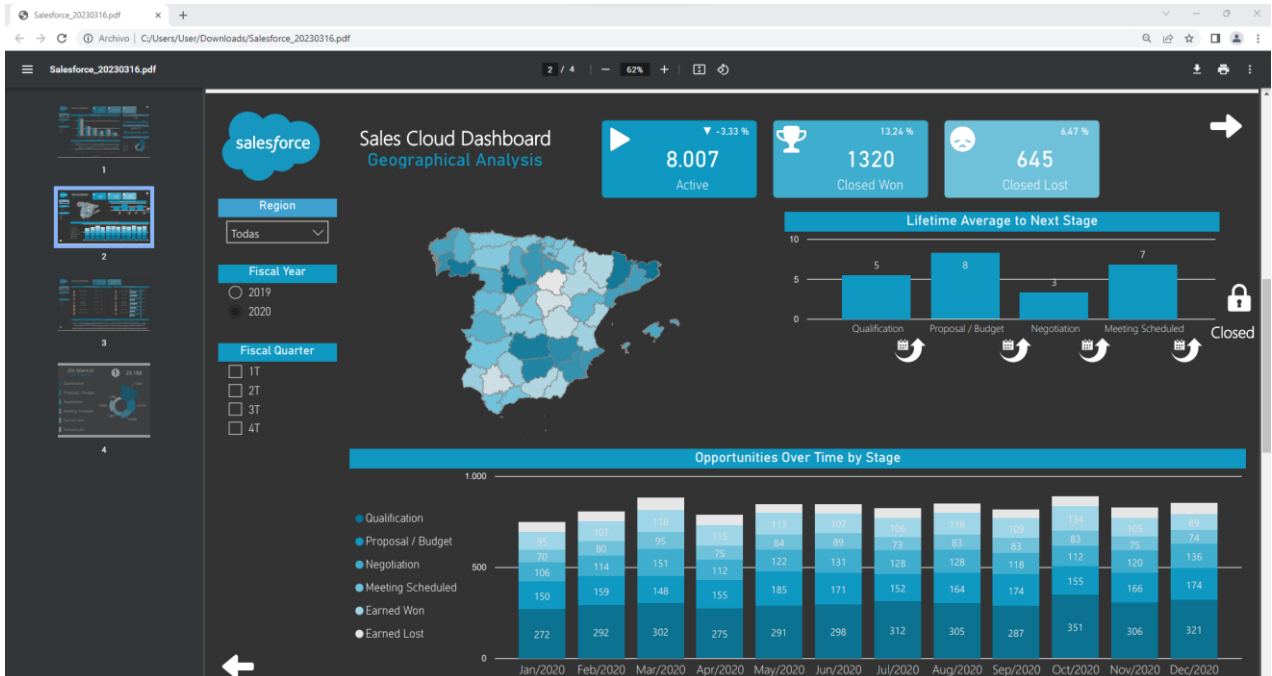 Salesforce_20230316.pdf
Archivo | C:/Users/User/Downloads/Salesforce_20230316.pdf
Salesforce_20230316.pdf
2 / 4 | 62%
1
2
3
4
salesforce
Sales Cloud Dashboard
Geographical Analysis
▼ -3,33 %
8.007
Active
13,24 %
1320
Closed Won
6,47 %
645
Closed Lost
Region
Todas
Fiscal Year
2019
2020
Fiscal Quarter
1T
2T
3T
4T
Lifetime Average to Next Stage
10
5
0
5 8 3 7
Qualification Proposal / Budget Negotiation Meeting Scheduled
Closed
Opportunities Over Time by Stage
1.000
500
0
Qualification
Proposal / Budget
Negotiation
Meeting Scheduled
Earned Won
Earned Lost
95 107 118 115 117 107 106 118 109 134 105 89
70 80 95 75 84 89 73 83 83 83 75 74
106 114 151 112 122 131 128 128 118 112 120 136
150 159 148 155 185 171 152 164 174 155 166 174
272 292 302 275 291 298 312 305 287 351 306 321
Jan/2020 Feb/2020 Mar/2020 Apr/2020 May/2020 Jun/2020 Jul/2020 Aug/2020 Sep/2020 Oct/2020 Nov/2020 Dec/2020